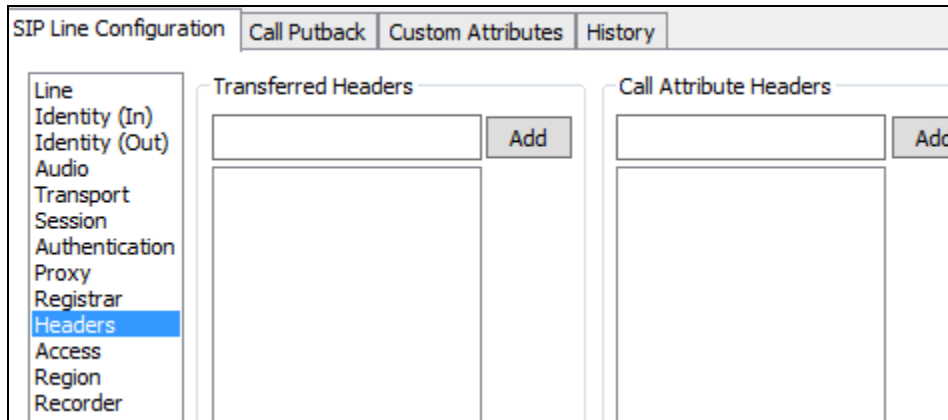 SIP Line Configuration
Call Putback
Custom Attributes
History
Line
Identity (In)
Identity (Out)
Audio
Transport
Session
Authentication
Proxy
Registrar
Headers
Access
Region
Recorder
Transferred Headers
Add
Call Attribute Headers
Add